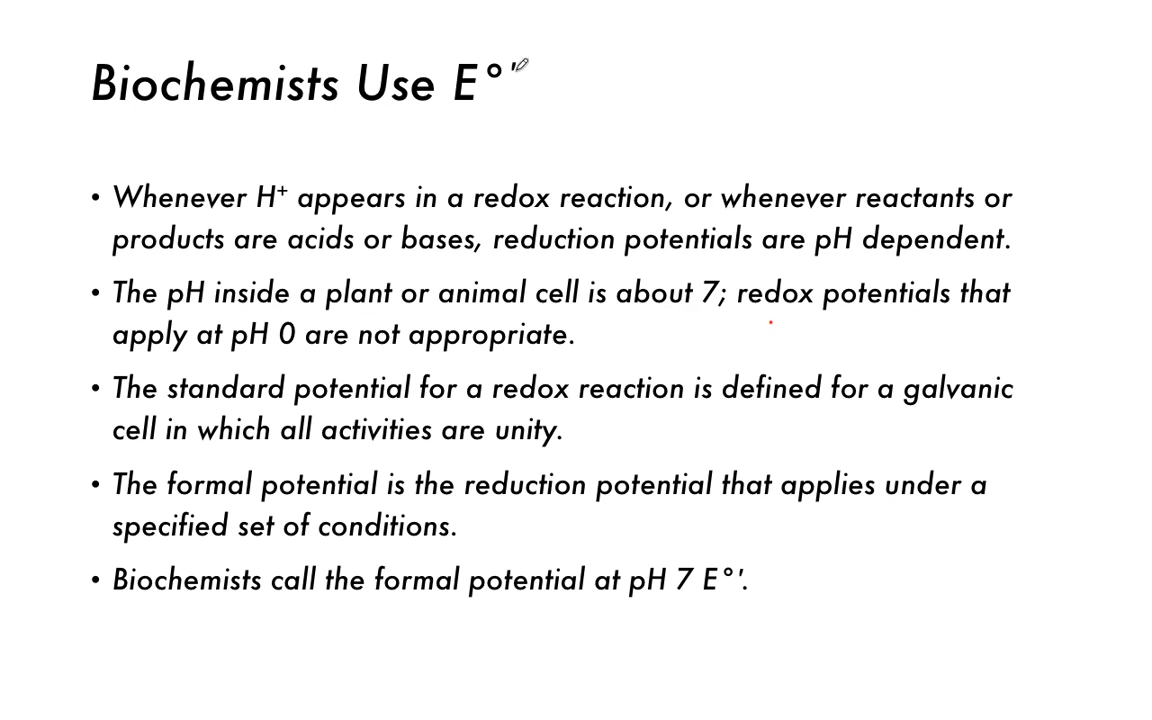 Biochemists Use E°′
• Whenever H⁺ appears in a redox reaction, or whenever reactants or
products are acids or bases, reduction potentials are pH dependent.
• The pH inside a plant or animal cell is about 7; redox potentials that
apply at pH 0 are not appropriate.
• The standard potential for a redox reaction is defined for a galvanic
cell in which all activities are unity.
• The formal potential is the reduction potential that applies under a
specified set of conditions.
• Biochemists call the formal potential at pH 7 E°′.